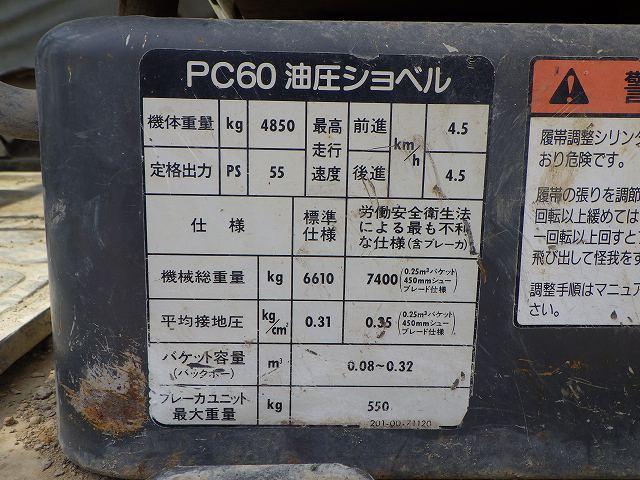 PC60 油圧ショベル
機体重量 kg 4850 最高走行速度 前進 km/h 4.5
定格出力 PS 55 後進 4.5
仕様 標準仕様 労働安全衛生法による最も不利な仕様(含ブレーカ)
機械総重量 kg 6610 7400 (0.25m³バケット 450mmシュー ブレード仕様)
平均接地圧 kg/cm² 0.31 0.35 (0.25m³バケット 450mmシュー ブレード仕様)
バケット容量(バックホー) m³ 0.08~0.32
ブレーカユニット最大重量 kg 550
201-00-71120
警
履帯調整シリン
おり危険です。
履帯の張りを調節
回転以上緩めては
一回転以上回すと
飛び出して怪我をす
調整手順はマニュア
さい。